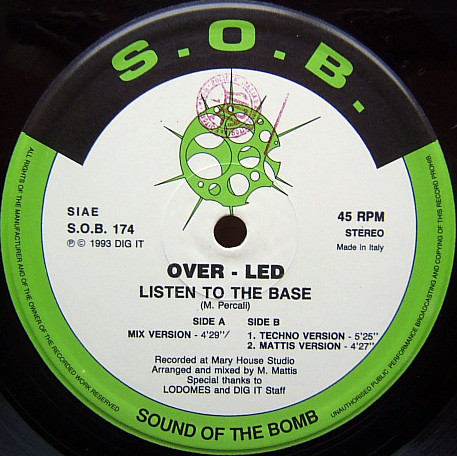 S.O.B.
SIAE
S.O.B. 174
℗ © 1993 DIG IT
45 RPM
STEREO
Made in Italy
OVER - LED
LISTEN TO THE BASE
(M. Percali)
SIDE A
MIX VERSION - 4'29"
SIDE B
1. TECHNO VERSION - 5'25"
2. MATTIS VERSION - 4'27"
Recorded at Mary House Studio
Arranged and mixed by M. Mattis
Special thanks to
LODOMES and DIG IT Staff
SOUND OF THE BOMB
ALL RIGHTS OF THE MANUFACTURER AND OF THE OWNER OF THE RECORDED WORK RESERVED
UNAUTHORISED PUBLIC PERFORMANCE BROADCASTING AND COPYING OF THIS RECORD PROHIB.